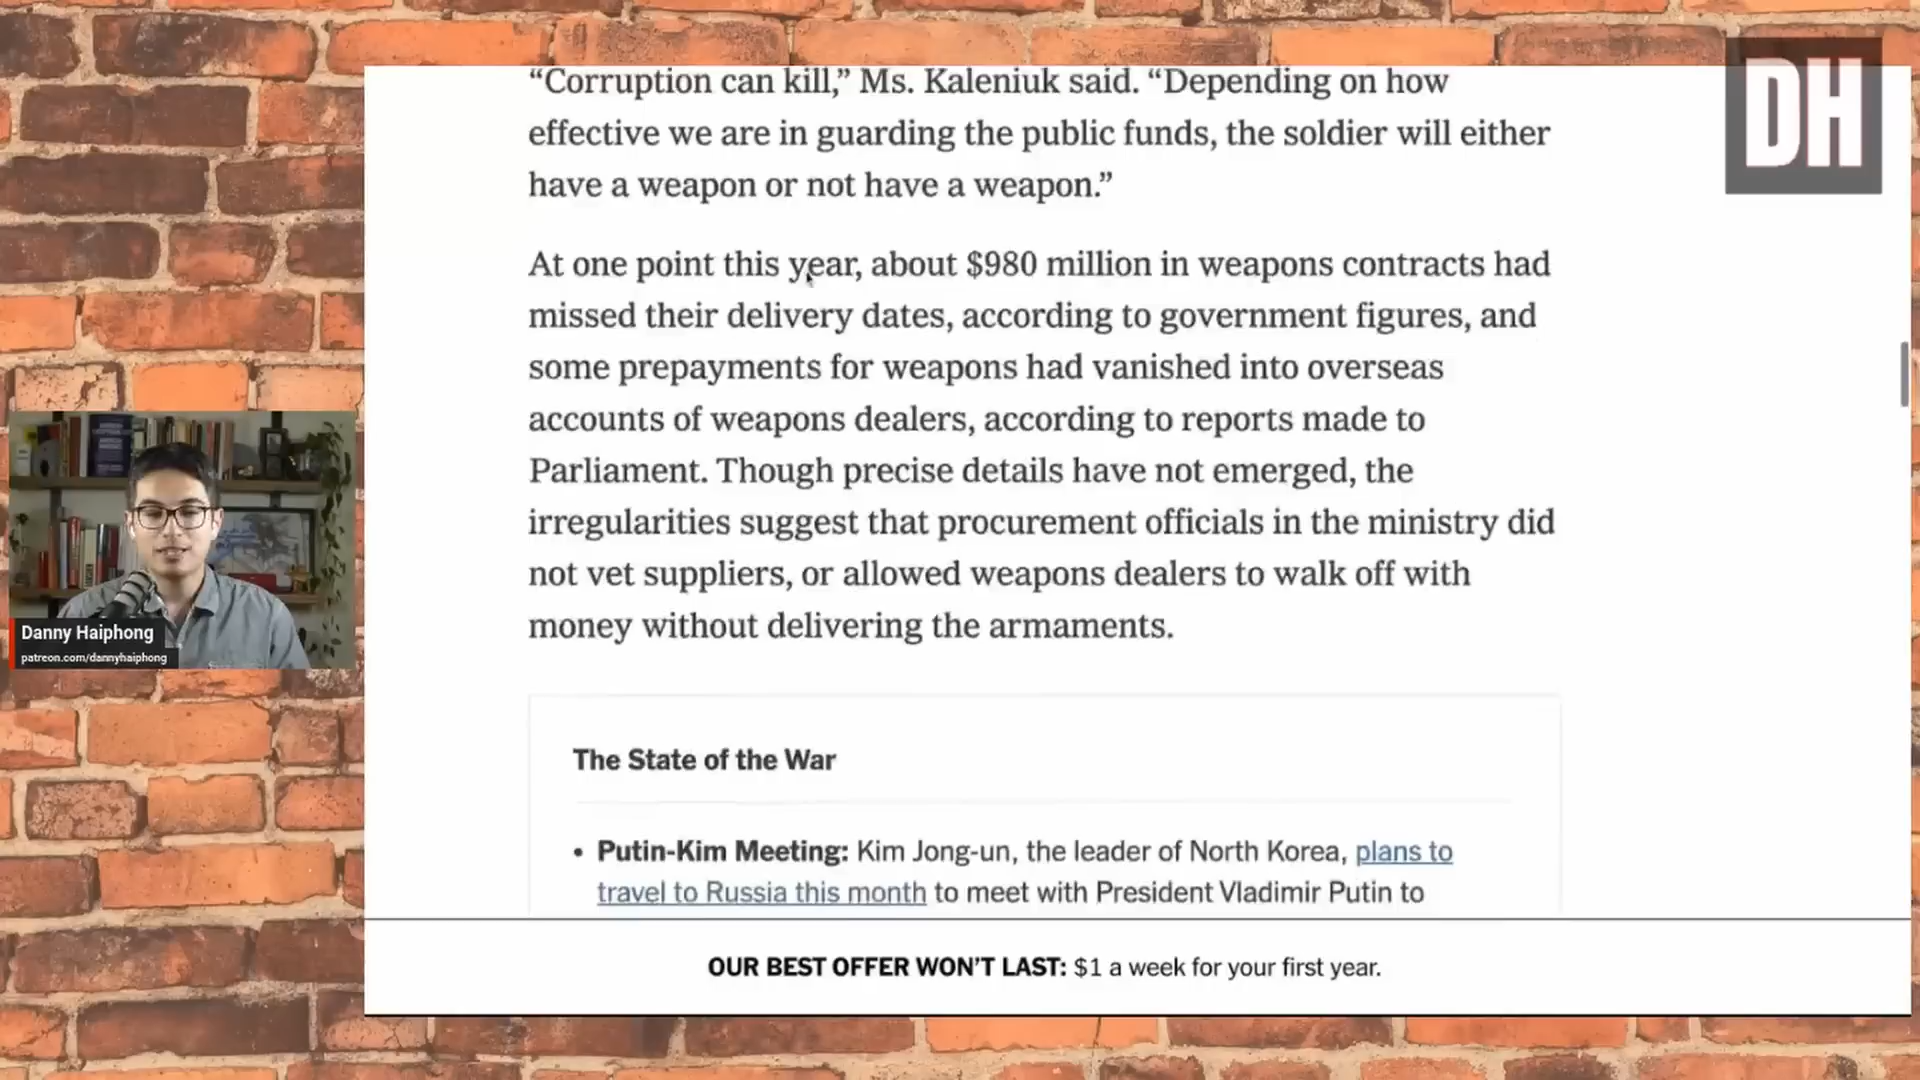 “Corruption can kill,” Ms. Kaleniuk said. “Depending on how
effective we are in guarding the public funds, the soldier will either
have a weapon or not have a weapon.”
At one point this year, about $980 million in weapons contracts had
missed their delivery dates, according to government figures, and
some prepayments for weapons had vanished into overseas
accounts of weapons dealers, according to reports made to
Parliament. Though precise details have not emerged, the
irregularities suggest that procurement officials in the ministry did
not vet suppliers, or allowed weapons dealers to walk off with
money without delivering the armaments.
The State of the War
• Putin-Kim Meeting: Kim Jong-un, the leader of North Korea, plans to
travel to Russia this month to meet with President Vladimir Putin to
OUR BEST OFFER WON’T LAST: $1 a week for your first year.
DH
Danny Haiphong
patreon.com/dannyhaiphong